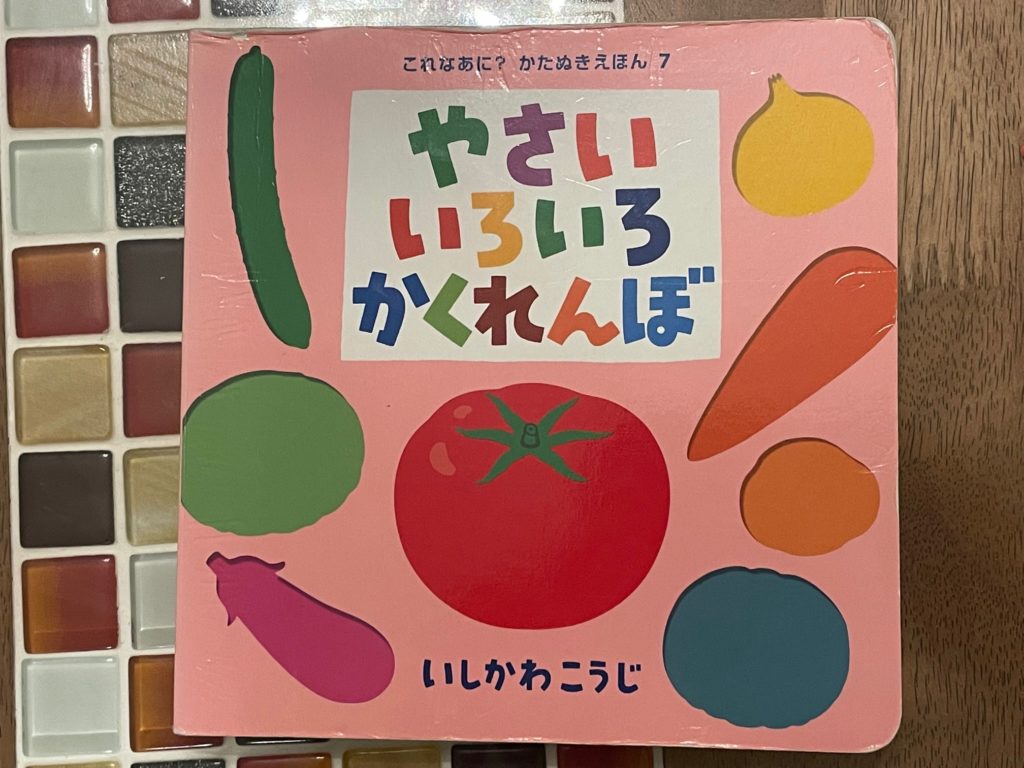 これなあに? かたぬきえほん 7
やさい
いろいろ
かくれんぼ
いしかわこうじ